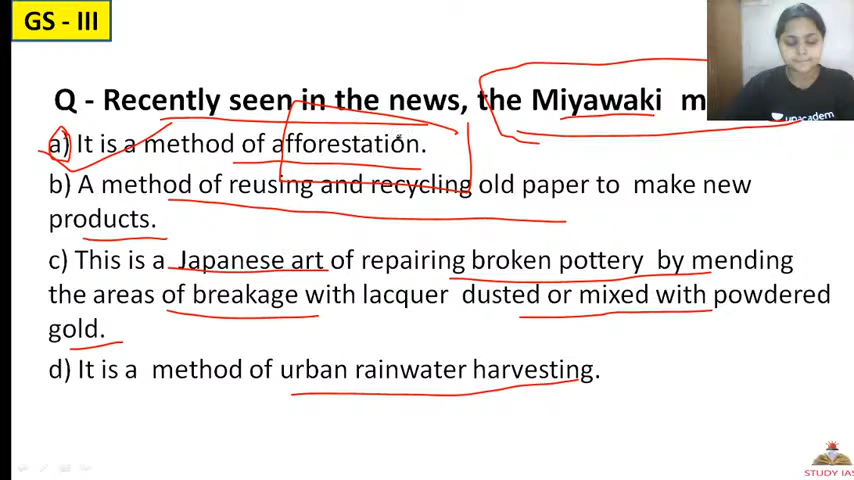 GS - III
Q - Recently seen in the news, the Miyawaki m
a) It is a method of afforestation.
b) A method of reusing and recycling old paper to make new
products.
c) This is a Japanese art of repairing broken pottery by mending
the areas of breakage with lacquer dusted or mixed with powdered
gold.
d) It is a method of urban rainwater harvesting.
unacademy
STUDY IAS